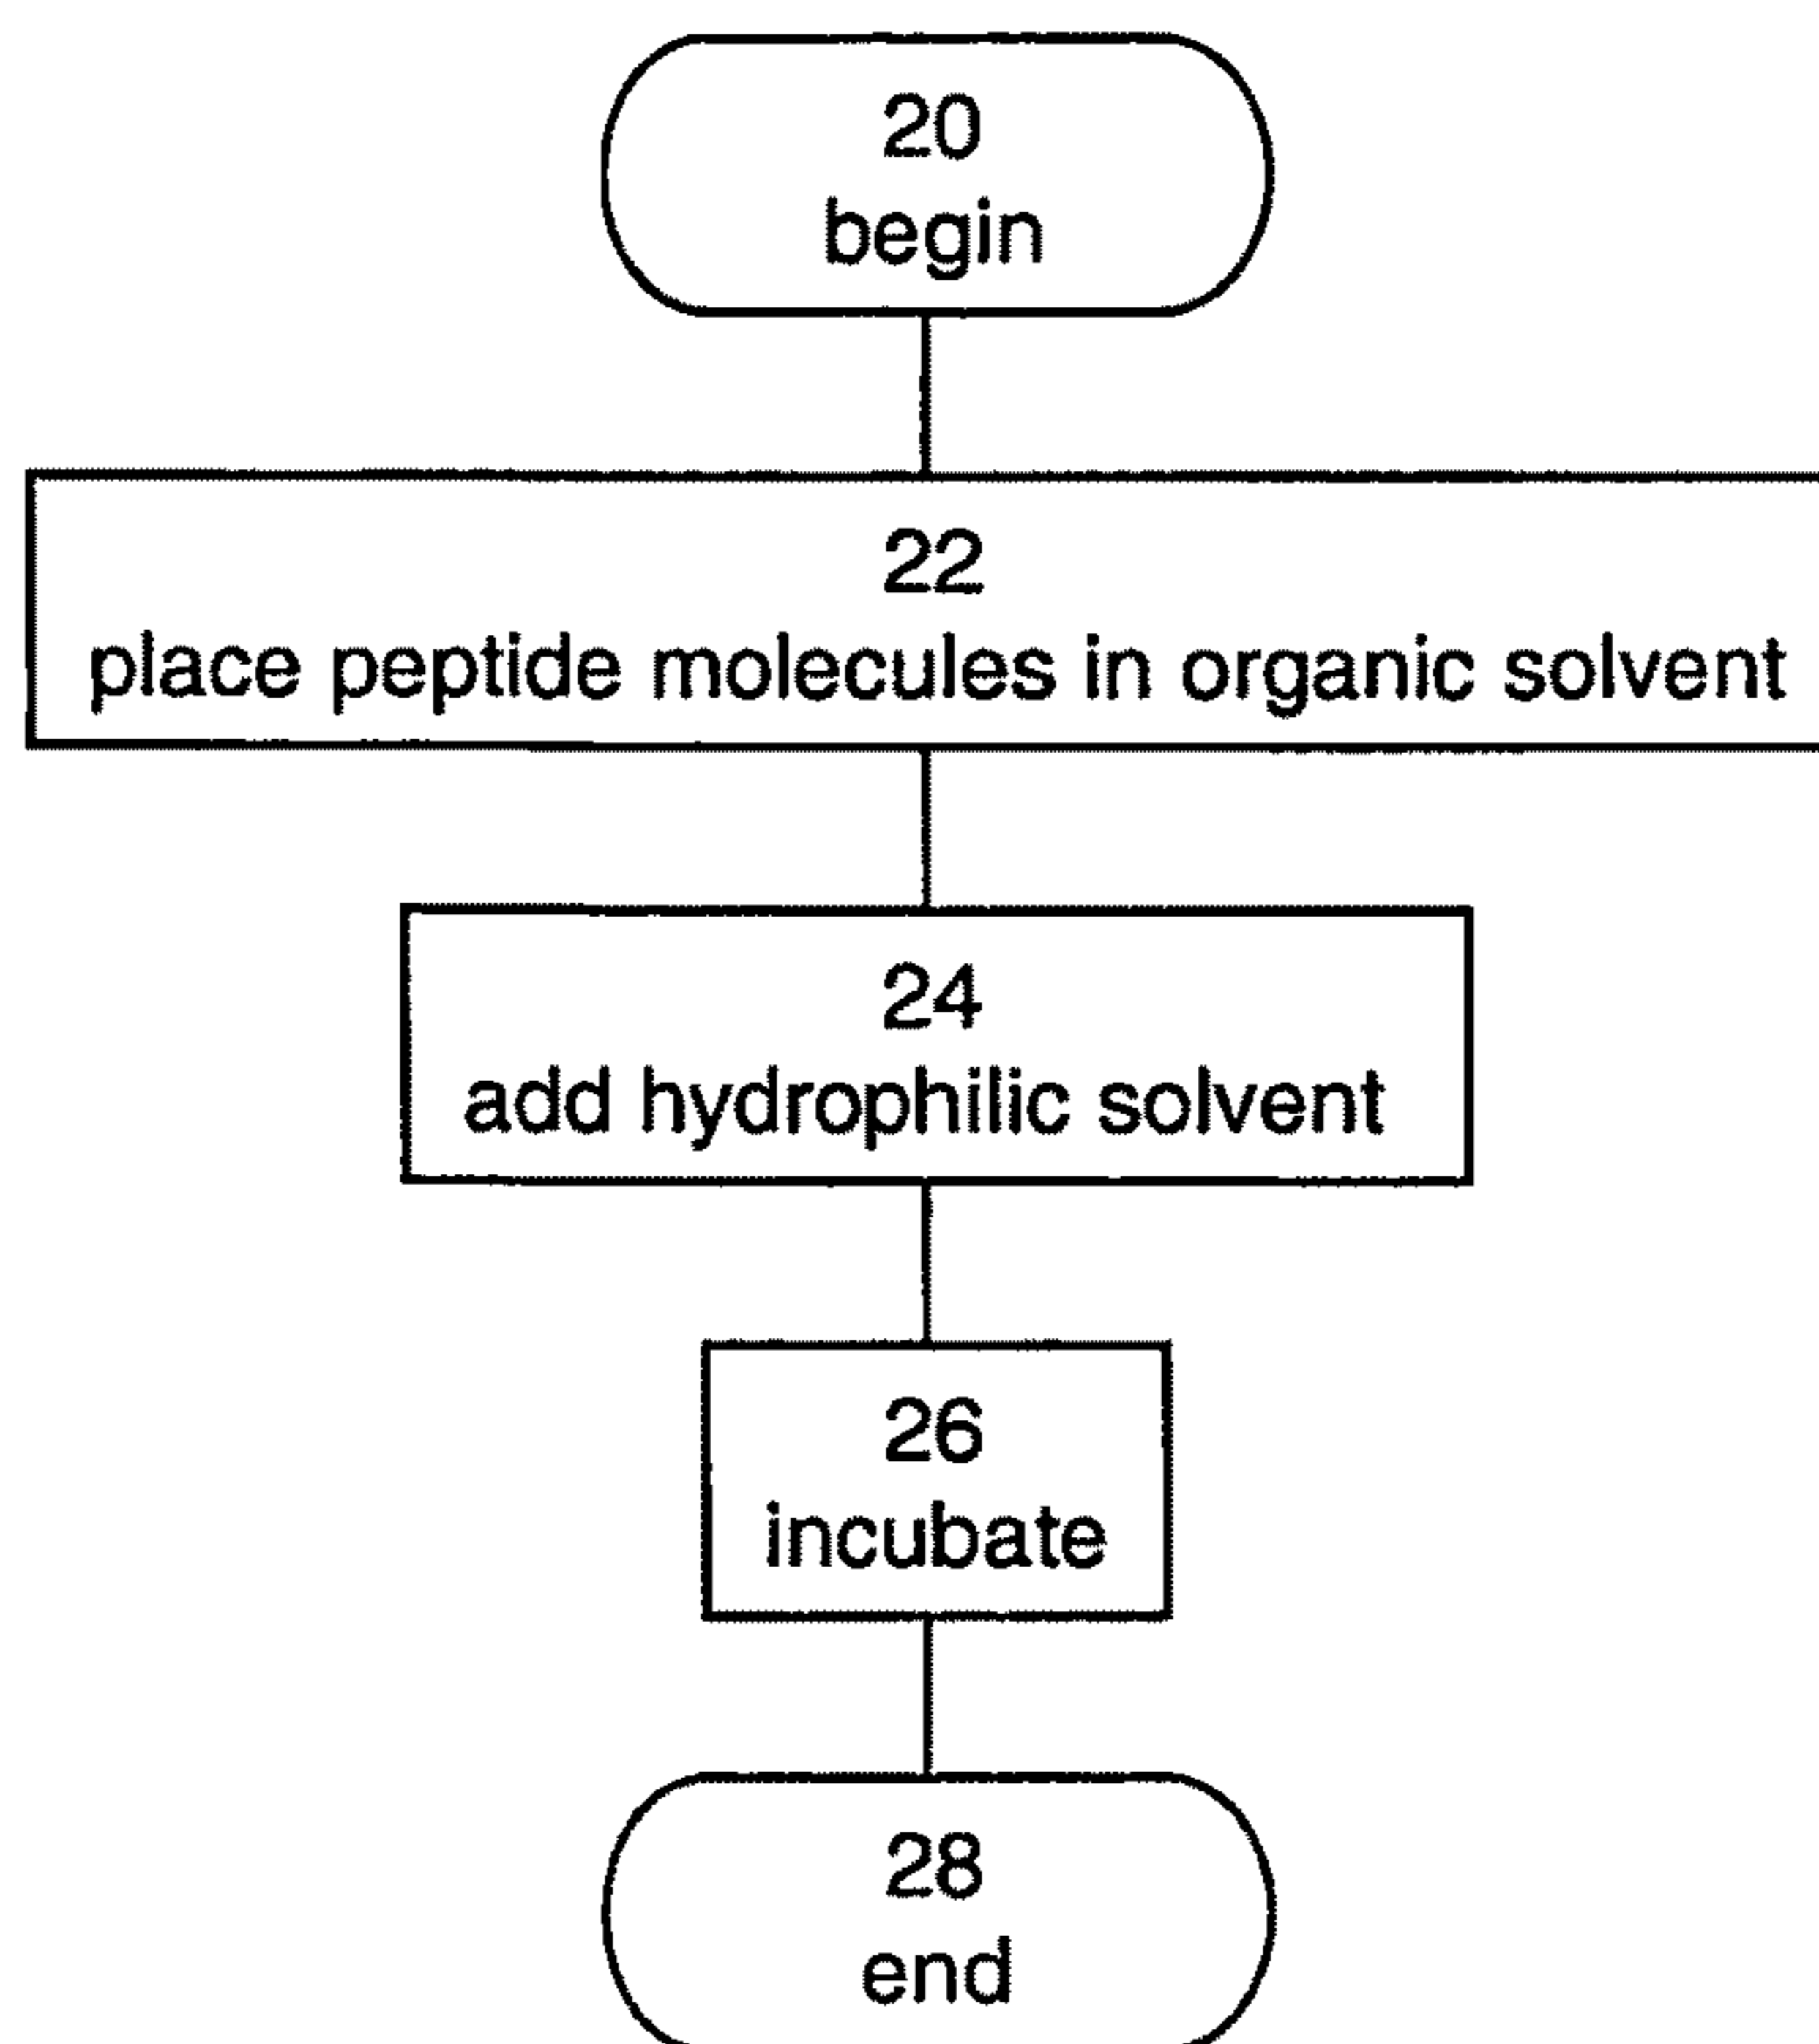 20
begin
22
place peptide molecules in organic solvent
24
add hydrophilic solvent
26
incubate
28
end